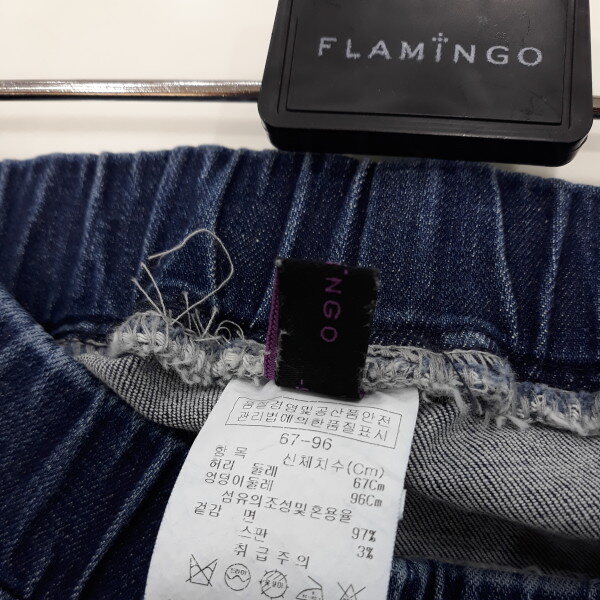 FLAMINGO
INGO
품질경영및공산품안전
관리법에의한품질표시
67-96
항목 신체치수(Cm)
허리 둘레 67Cm
엉덩이둘레 96Cm
섬유의조성및혼용율
겉감 면 97%
스판 3%
취급주의